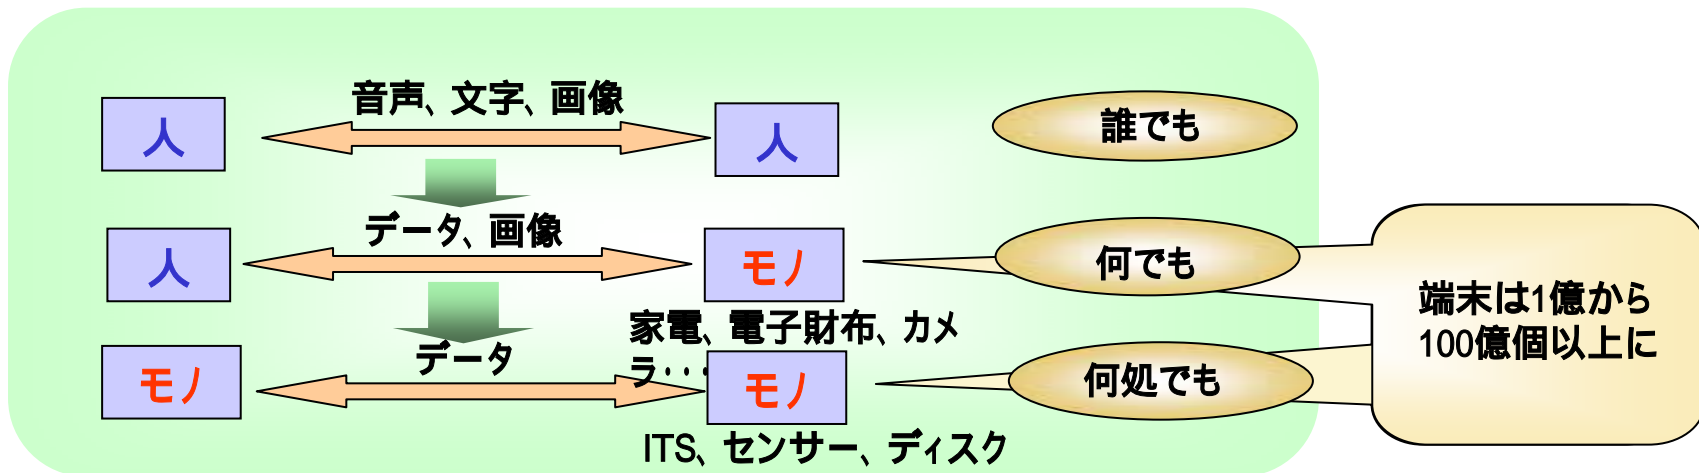 音声、文字、画像
人
人
誰でも
データ、画像
人
モノ
何でも
家電、電子財布、カメ
ラ・・・
端末は1億から
100億個以上に
データ
モノ
モノ
何処でも
ITS、センサー、ディスク